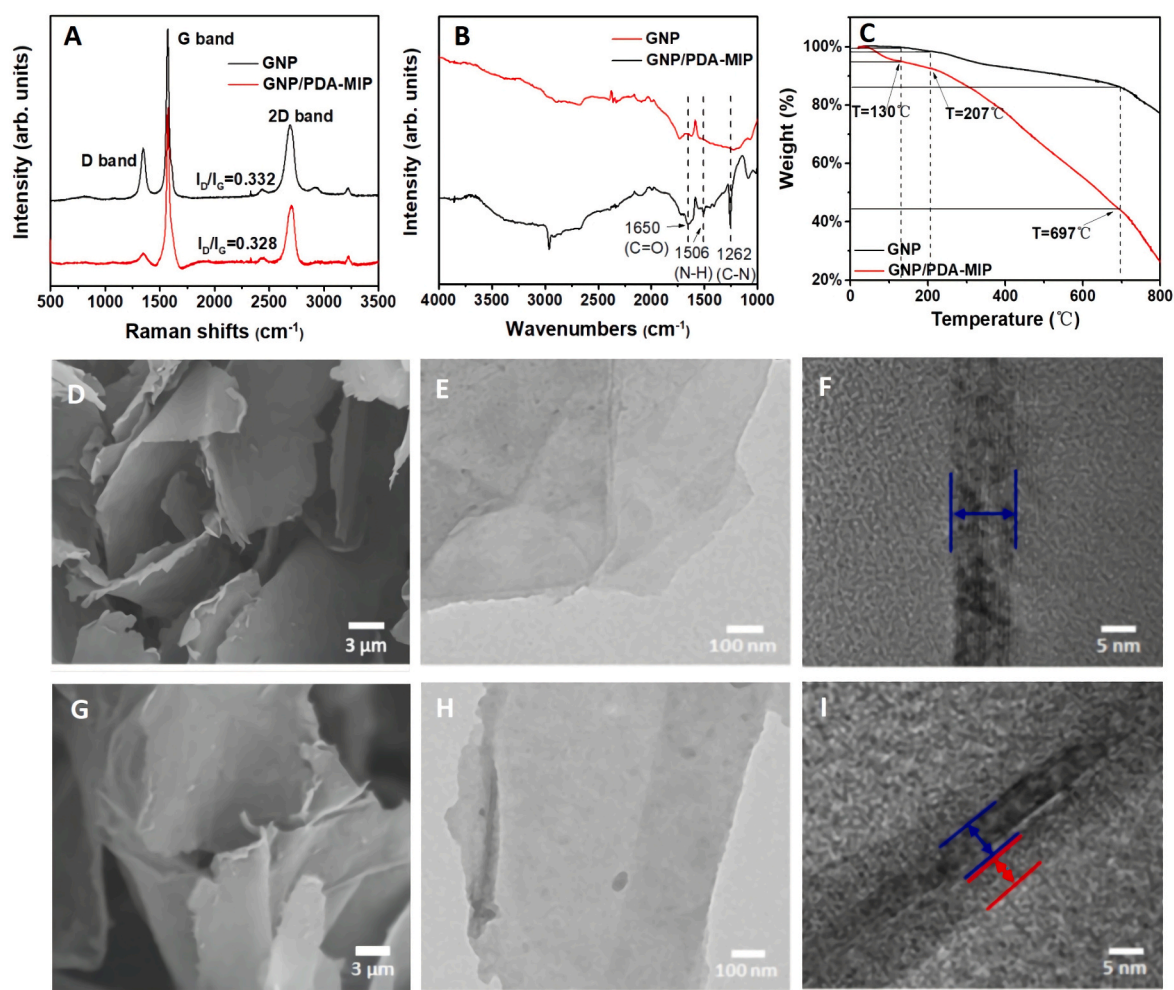 A
G band
GNP
GNP/PDA-MIP
2D band
D band
I_D/I_G=0.332
I_D/I_G=0.328
500 1000 1500 2000 2500 3000 3500
Raman shifts (cm⁻¹)
Intensity (arb. units)
B
GNP
GNP/PDA-MIP
1650
(C=O)
1506
(N-H)
1262
(C-N)
4000 3500 3000 2500 2000 1500 1000
Wavenumbers (cm⁻¹)
Intensity (arb. units)
C
100%
80%
60%
40%
20%
T=130℃
T=207℃
T=697℃
GNP
GNP/PDA-MIP
0 200 400 600 800
Temperature (℃)
Weight (%)
D
3 µm
E
100 nm
F
5 nm
G
3 µm
H
100 nm
I
5 nm